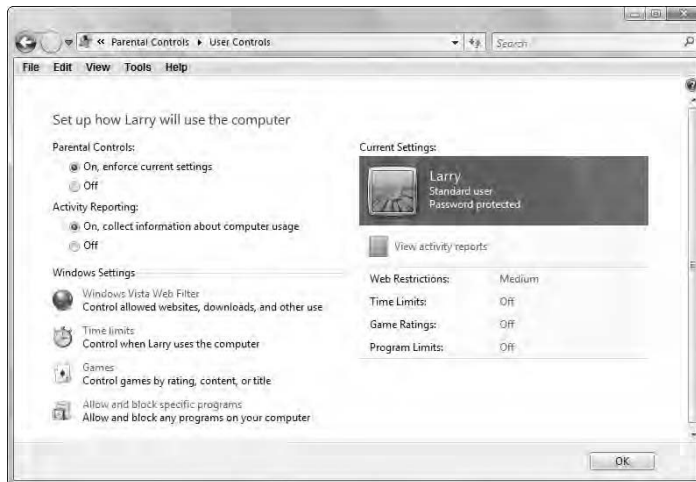 « Parental Controls ▸ User Controls
Search
File Edit View Tools Help
Set up how Larry will use the computer
Parental Controls:
On, enforce current settings
Off
Activity Reporting:
On, collect information about computer usage
Off
Windows Settings
Windows Vista Web Filter
Control allowed websites, downloads, and other use
Time limits
Control when Larry uses the computer
Games
Control games by rating, content, or title
Allow and block specific programs
Allow and block any programs on your computer
Current Settings:
Larry
Standard user
Password protected
View activity reports
Web Restrictions: Medium
Time Limits: Off
Game Ratings: Off
Program Limits: Off
OK